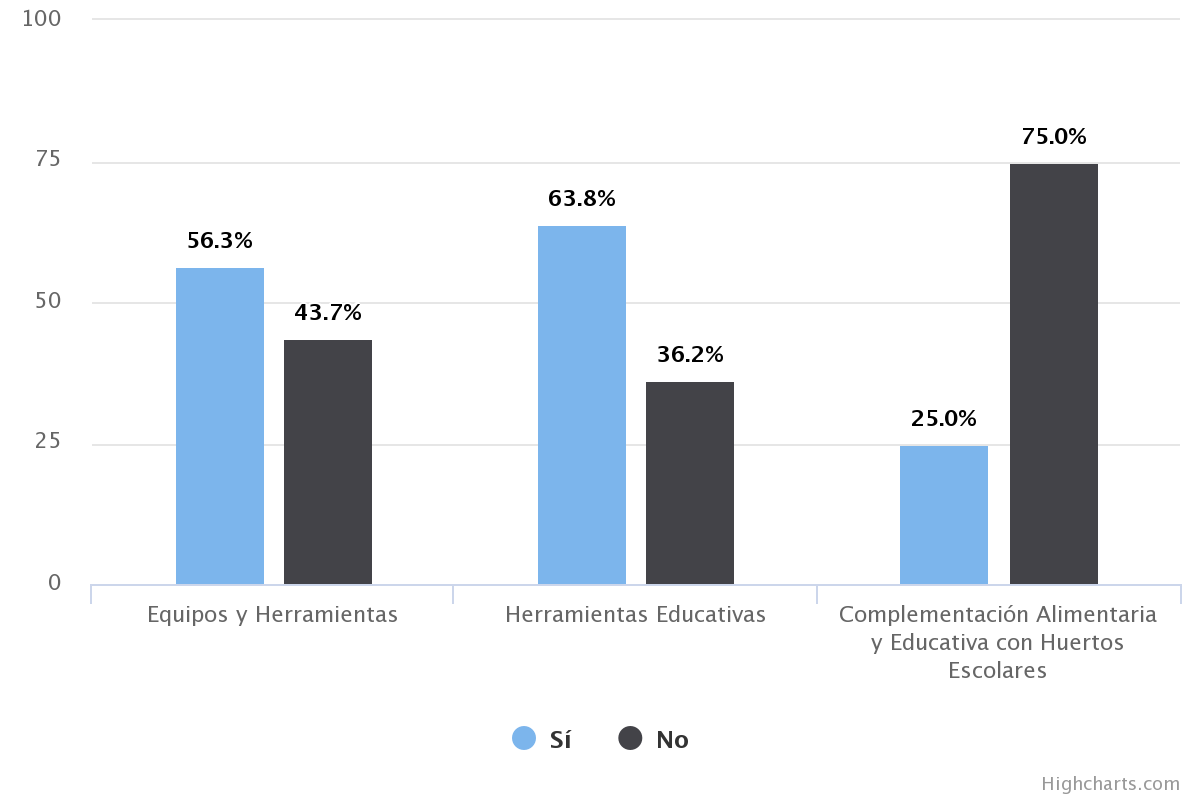 100
75.0%
75
63.8%
56.3%
50
43.7%
36.2%
25.0%
25
0
Equipos y Herramientas
Herramientas Educativas
Complementación Alimentaria
y Educativa con Huertos
Escolares
Sí
No
Highcharts.com